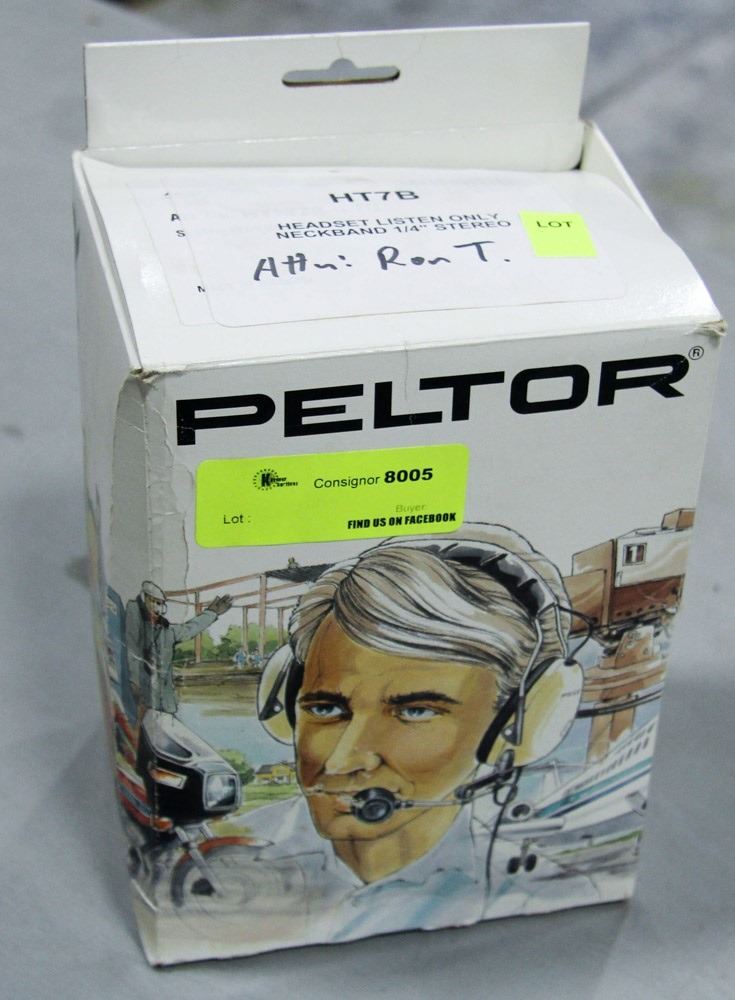 HT7B
A
S
HEADSET LISTEN ONLY
NECKBAND 1/4" STEREO
LOT
Attn: Ron T.
N
PELTOR®
Consignor 8005
Lot :
Buyer
FIND US ON FACEBOOK
11